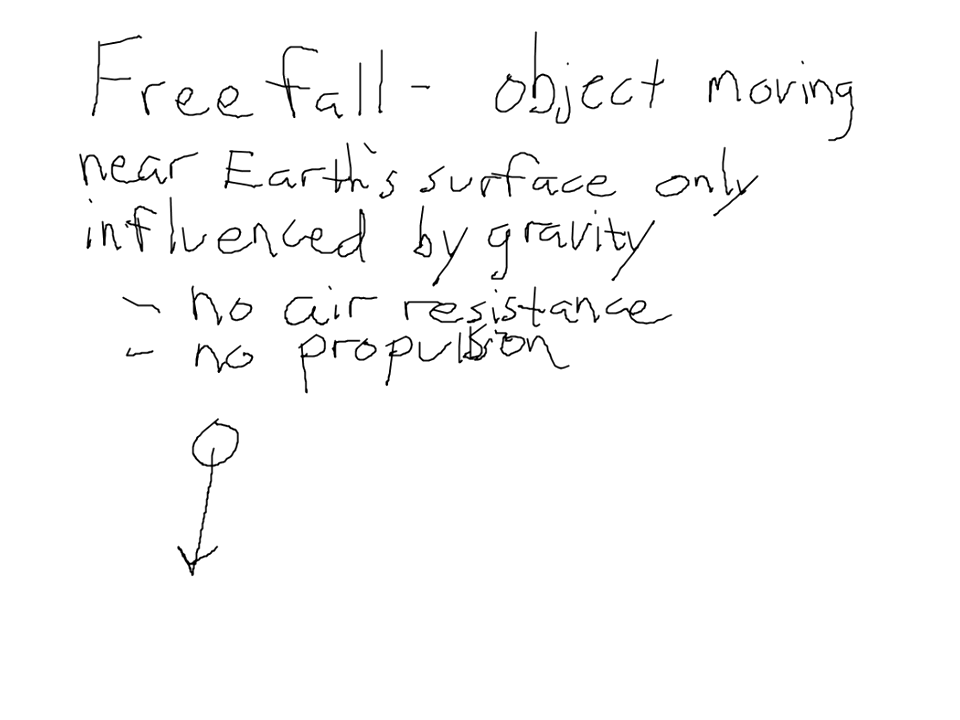 Free fall - object moving
near Earth's surface only
influenced by gravity
- no air resistance
- no propulsion